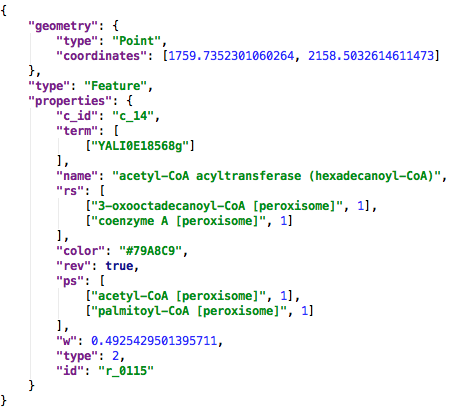 {
"geometry": {
"type": "Point",
"coordinates": [1759.7352301060264, 2158.5032614611473]
},
"type": "Feature",
"properties": {
"c_id": "c_14",
"term": [
["YALI0E18568g"]
],
"name": "acetyl-CoA acyltransferase (hexadecanoyl-CoA)",
"rs": [
["3-oxooctadecanoyl-CoA [peroxisome]", 1],
["coenzyme A [peroxisome]", 1]
],
"color": "#79A8C9",
"rev": true,
"ps": [
["acetyl-CoA [peroxisome]", 1],
["palmitoyl-CoA [peroxisome]", 1]
],
"w": 0.4925429501395711,
"type": 2,
"id": "r_0115"
}
}